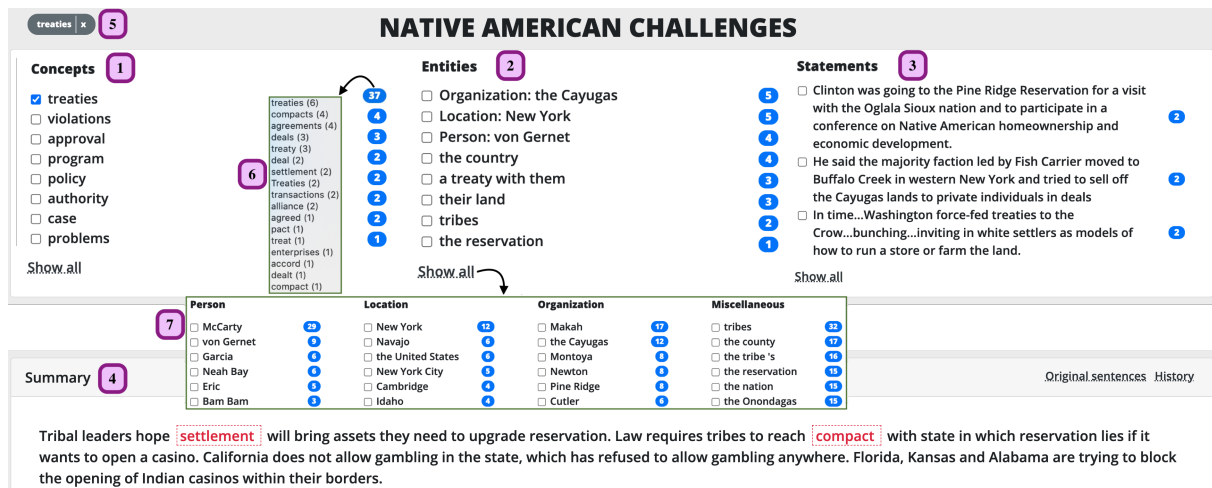 treaties x 5
NATIVE AMERICAN CHALLENGES
Concepts 1
treaties 37
violations 4
approval 3
program 2
policy 2
authority 2
case 2
problems 1
Show all
6
treaties (6)
compacts (4)
agreements (4)
deals (3)
treaty (3)
deal (2)
settlement (2)
Treaties (2)
transactions (2)
alliance (2)
agreed (1)
pact (1)
treat (1)
enterprises (1)
accord (1)
dealt (1)
compact (1)
Entities 2
Organization: the Cayugas 5
Location: New York 5
Person: von Gernet 4
the country 4
a treaty with them 3
their land 3
tribes 2
the reservation 1
Show all
Statements 3
Clinton was going to the Pine Ridge Reservation for a visit
with the Oglala Sioux nation and to participate in a 2
conference on Native American homeownership and
economic development.
He said the majority faction led by Fish Carrier moved to
Buffalo Creek in western New York and tried to sell off 2
the Cayugas lands to private individuals in deals
In time...Washington force-fed treaties to the
Crow...bunching...inviting in white settlers as models of 2
how to run a store or farm the land.
Show all
7
Person
McCarty 29
von Gernet 9
Garcia 6
Neah Bay 6
Eric 5
Bam Bam 3
Location
New York 12
Navajo 6
the United States 6
New York City 5
Cambridge 4
Idaho 4
Organization
Makah 17
the Cayugas 12
Montoya 8
Newton 8
Pine Ridge 8
Cutler 6
Miscellaneous
tribes 32
the county 17
the tribe 's 16
the reservation 15
the nation 15
the Onondagas 15
Summary 4
Original sentences History
Tribal leaders hope settlement will bring assets they need to upgrade reservation. Law requires tribes to reach compact with state in which reservation lies if it
wants to open a casino. California does not allow gambling in the state, which has refused to allow gambling anywhere. Florida, Kansas and Alabama are trying to block
the opening of Indian casinos within their borders.